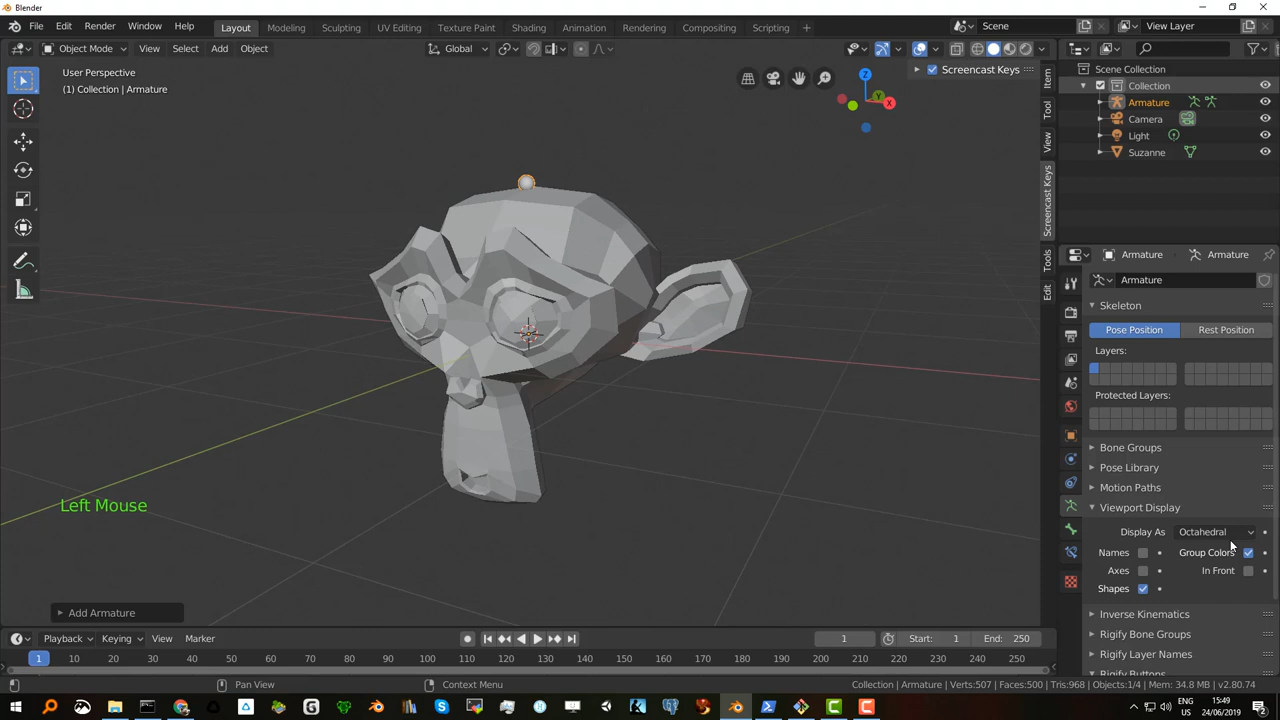 Blender
File Edit Render Window Help Layout Modeling Sculpting UV Editing Texture Paint Shading Animation Rendering Compositing Scripting + Scene View Layer
Object Mode View Select Add Object Global
User Perspective
(1) Collection | Armature
Screencast Keys
Z
Y
X
Item
Tool
View
Screencast Keys
Tools
Edit
Scene Collection
Collection
Armature
Camera
Light
Suzanne
Armature Armature
Armature
Skeleton
Pose Position Rest Position
Layers:
Protected Layers:
Bone Groups
Pose Library
Motion Paths
Viewport Display
Display As Octahedral
Names Group Colors
Axes In Front
Shapes
Inverse Kinematics
Rigify Bone Groups
Rigify Layer Names
Rigify Buttons
Left Mouse
Add Armature
Playback Keying View Marker 1 Start: 1 End: 250
1 10 20 30 40 50 60 70 80 90 100 110 120 130 140 150 160 170 180 190 200 210 220 230 240 250
Pan View Context Menu Collection | Armature | Verts:507 | Faces:500 | Tris:968 | Objects:1/4 | Mem: 34.8 MB | v2.80.74
ENG
US
15:49
24/06/2019